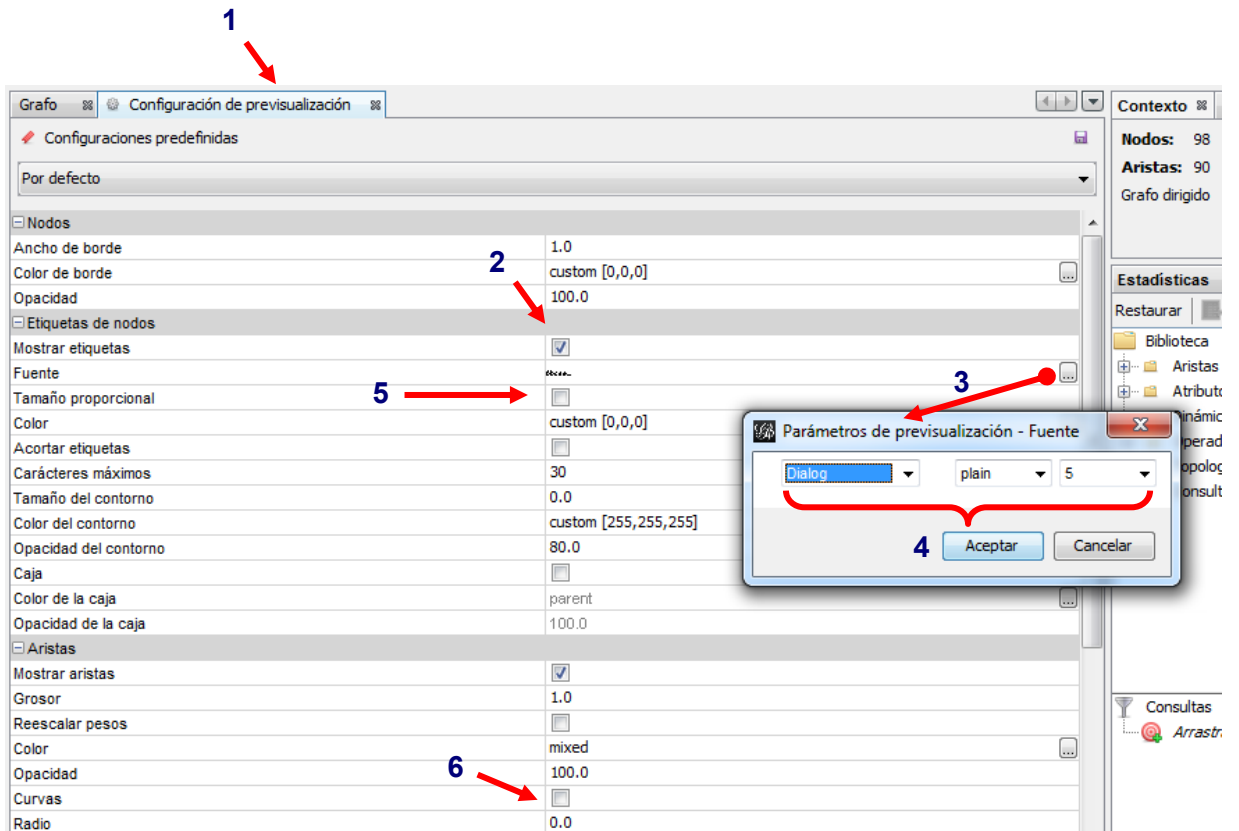 1
Grafo Configuración de previsualización
Configuraciones predefinidas
Por defecto
Nodos
Ancho de borde 1.0
Color de borde custom [0,0,0] ...
Opacidad 100.0
2
Etiquetas de nodos
Mostrar etiquetas
Fuente ...
3
Tamaño proporcional
5
Color custom [0,0,0]
Acortar etiquetas
Carácteres máximos 30
Tamaño del contorno 0.0
Color del contorno custom [255,255,255]
Opacidad del contorno 80.0
Caja
Color de la caja parent ...
Opacidad de la caja 100.0
Aristas
Mostrar aristas
Grosor 1.0
Reescalar pesos
Color mixed ...
Opacidad 100.0
6
Curvas
Radio 0.0
Parámetros de previsualización - Fuente
Dialog plain 5
4 Aceptar Cancelar
Contexto
Nodos: 98
Aristas: 90
Grafo dirigido
Estadísticas
Restaurar
Biblioteca
Aristas
Atributo
Dinámic
Operad
opolog
onsult
Consultas
Arrastr